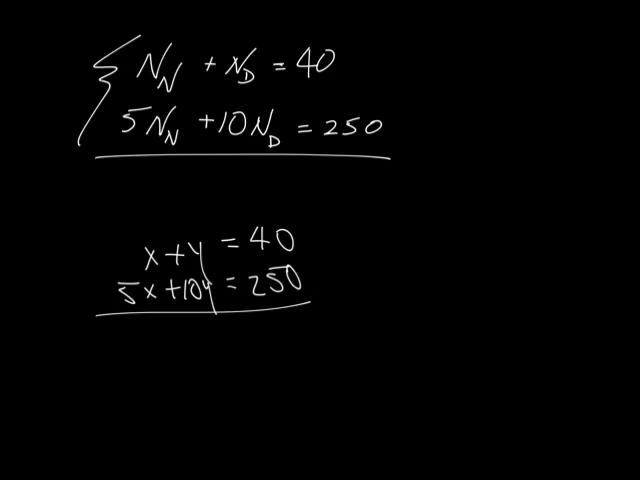 { N_N + N_D = 40
5N_N + 10N_D = 250
x + y = 40
5x + 10y = 250